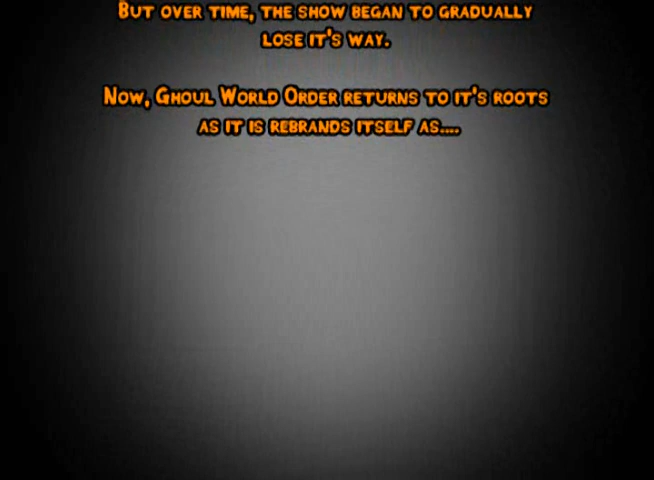 But over time, the show began to gradually
lose it's way.
Now, Ghoul World Order returns to it's roots
as it is rebrands itself as....